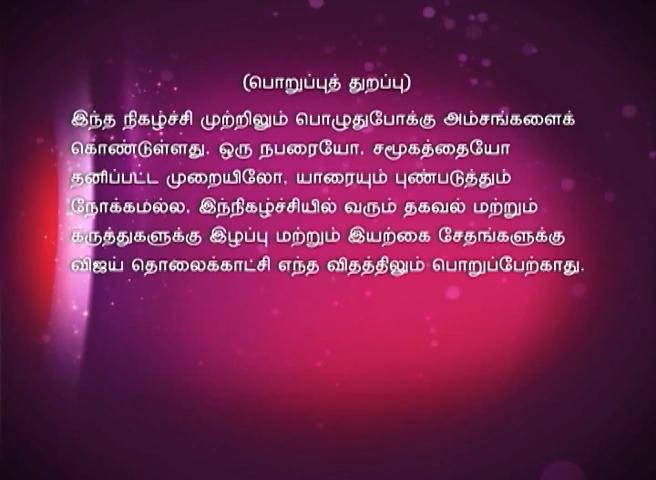 (பொறுப்புத் துறப்பு)
இந்த நிகழ்ச்சி முற்றிலும் பொழுதுபோக்கு அம்சங்களைக்
கொண்டுள்ளது. ஒரு நபரையோ, சமூகத்தையோ
தனிப்பட்ட முறையிலோ, யாரையும் புண்படுத்தும்
நோக்கமல்ல, இந்நிகழ்ச்சியில் வரும் தகவல் மற்றும்
கருத்துகளுக்கு இழப்பு மற்றும் இயற்கை சேதங்களுக்கு
விஜய் தொலைக்காட்சி எந்த விதத்திலும் பொறுப்பேற்காது.